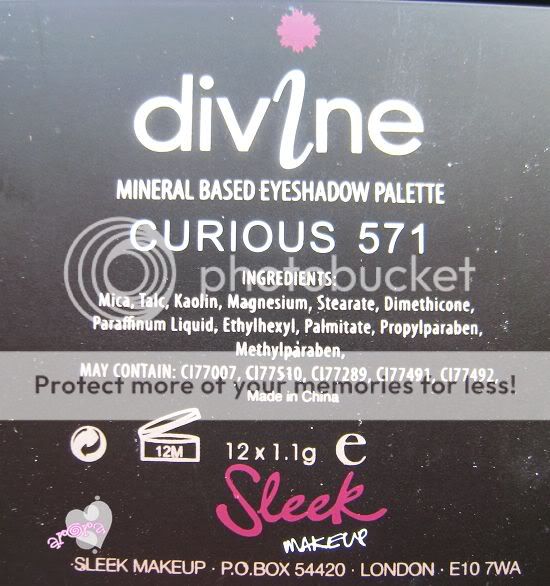 divine
MINERAL BASED EYESHADOW PALETTE
CURIOUS 571
photobucket
INGREDIENTS:
Mica, Talc, Kaolin, Magnesium, Stearate, Dimethicone,
Paraffinum Liquid, Ethylhexyl, Palmitate, Propylparaben,
Methylparaben,
MAY CONTAIN: CI77007, CI77510, CI77289, CI77491, CI77492,
Protect more of your memories for less!
Made in China
12M
12 x 1.1g e
Sleek
MAKEUP
·SLEEK MAKEUP · P.O.BOX 54420 · LONDON · E10 7WA